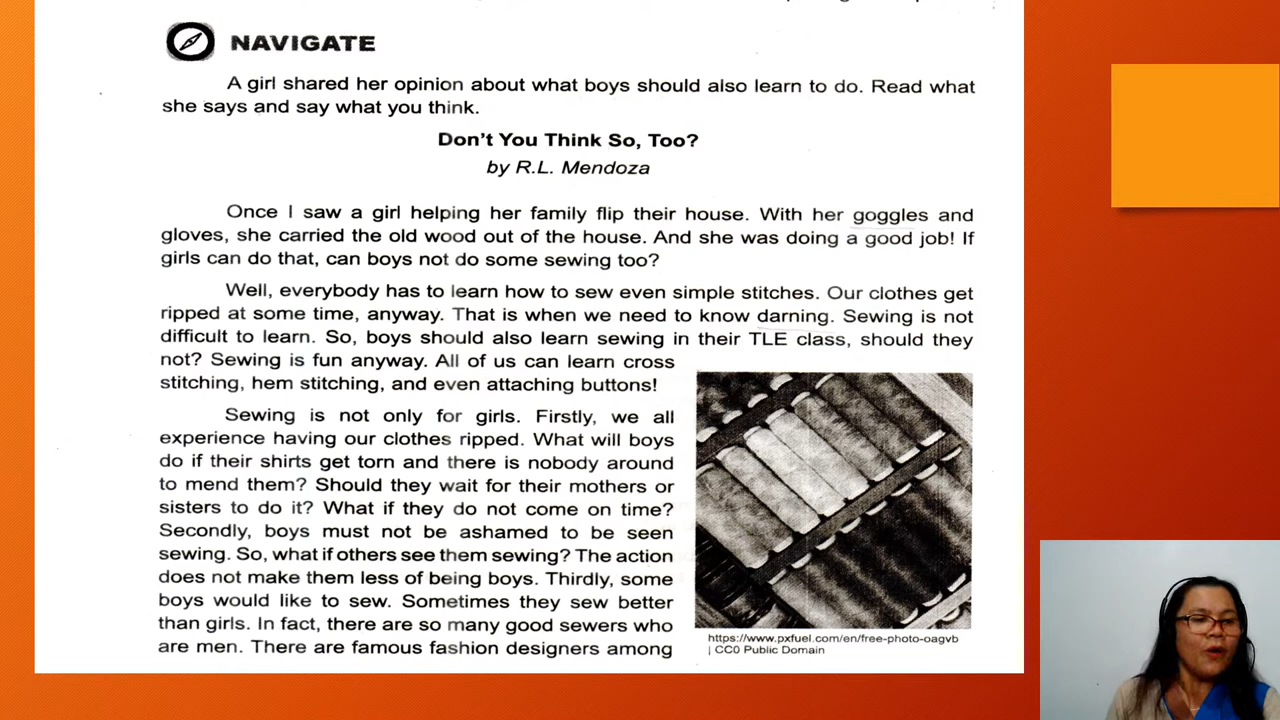 NAVIGATE
A girl shared her opinion about what boys should also learn to do. Read what
she says and say what you think.
Don't You Think So, Too?
by R.L. Mendoza
Once I saw a girl helping her family flip their house. With her goggles and
gloves, she carried the old wood out of the house. And she was doing a good job! If
girls can do that, can boys not do some sewing too?
Well, everybody has to learn how to sew even simple stitches. Our clothes get
ripped at some time, anyway. That is when we need to know darning. Sewing is not
difficult to learn. So, boys should also learn sewing in their TLE class, should they
not? Sewing is fun anyway. All of us can learn cross
stitching, hem stitching, and even attaching buttons!
Sewing is not only for girls. Firstly, we all
experience having our clothes ripped. What will boys
do if their shirts get torn and there is nobody around
to mend them? Should they wait for their mothers or
sisters to do it? What if they do not come on time?
Secondly, boys must not be ashamed to be seen
sewing. So, what if others see them sewing? The action
does not make them less of being boys. Thirdly, some
boys would like to sew. Sometimes they sew better
than girls. In fact, there are so many good sewers who
are men. There are famous fashion designers among
https://www.pxfuel.com/en/free-photo-oagvb
| CC0 Public Domain